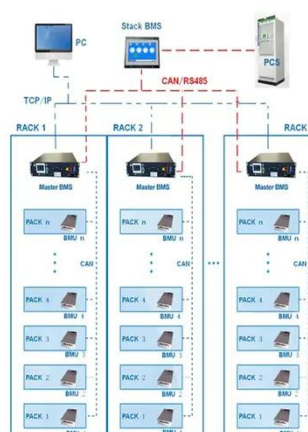 PC
Stack BMS
PCS
CAN/RS485
TCP/IP
RACK 1
Master BMS
PACK n
BMU n
CAN
PACK 4
BMU 4
PACK 3
BMU 3
PACK 2
BMU 2
PACK 1
RACK 2
Master BMS
PACK n
BMU n
CAN
PACK 4
BMU 4
PACK 3
BMU 3
PACK 2
BMU 2
PACK 1
RACK
Master BMS
PACK n
BMU n
CAN
PACK 4
BMU 4
PACK 3
BMU 3
PACK 2
BMU 2
PACK 1